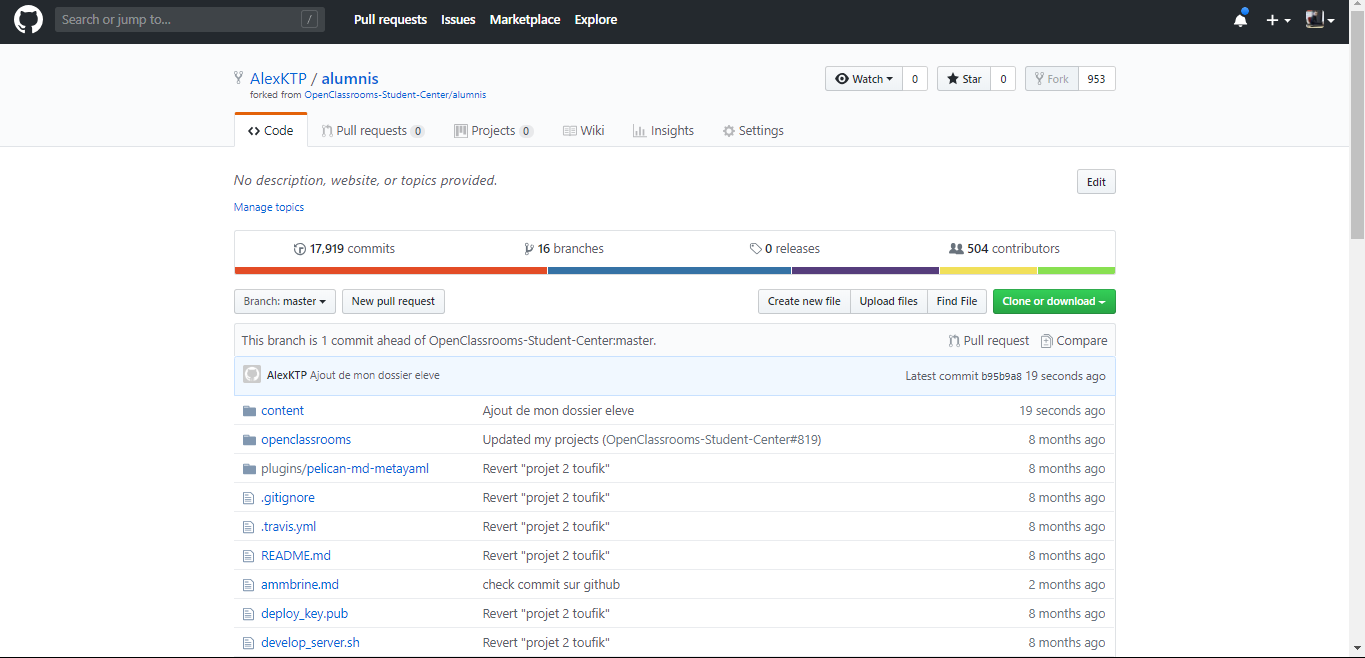 Search or jump to... /
Pull requests Issues Marketplace Explore
AlexKTP / alumnis
forked from OpenClassrooms-Student-Center/alumnis
Watch 0 Star 0 Fork 953
Code Pull requests 0 Projects 0 Wiki Insights Settings
No description, website, or topics provided. Edit
Manage topics
17,919 commits 16 branches 0 releases 504 contributors
Branch: master New pull request Create new file Upload files Find File Clone or download
This branch is 1 commit ahead of OpenClassrooms-Student-Center:master. Pull request Compare
AlexKTP Ajout de mon dossier eleve Latest commit b95b9a8 19 seconds ago
content Ajout de mon dossier eleve 19 seconds ago
openclassrooms Updated my projects (OpenClassrooms-Student-Center#819) 8 months ago
plugins/pelican-md-metayaml Revert "projet 2 toufik" 8 months ago
.gitignore Revert "projet 2 toufik" 8 months ago
.travis.yml Revert "projet 2 toufik" 8 months ago
README.md Revert "projet 2 toufik" 8 months ago
ammbrine.md check commit sur github 2 months ago
deploy_key.pub Revert "projet 2 toufik" 8 months ago
develop_server.sh Revert "projet 2 toufik" 8 months ago